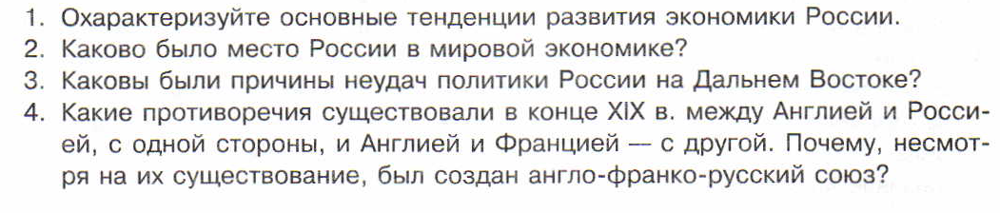 1. Охарактеризуйте основные тенденции развития экономики России.
2. Каково было место России в мировой экономике?
3. Каковы были причины неудач политики России на Дальнем Востоке?
4. Какие противоречия существовали в конце XIX в. между Англией и Росси-
ей, с одной стороны, и Англией и Францией — с другой. Почему, несмот-
ря на их существование, был создан англо-франко-русский союз?